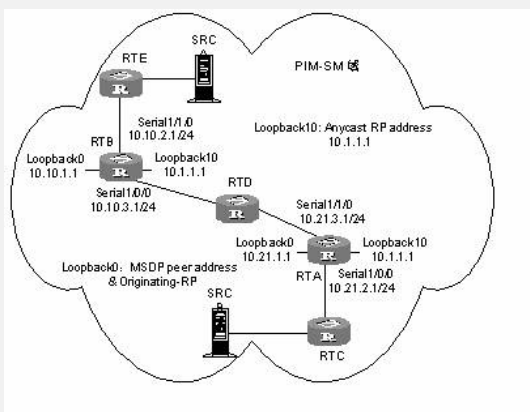 SRC
RTE
PIM-SM 域
Serial1/1/0
10.10.2.1/24
Loopback10: Anycast RP address
10.1.1.1
RTB
Loopback0
10.10.1.1
Loopback10
10.1.1.1
Serial1/0/0
10.10.3.1/24
RTD
Serial1/1/0
10.21.3.1/24
Loopback0
10.21.1.1
Loopback10
10.1.1.1
Loopback0: MSDP peer address
& Originating-RP
RTA
Serial1/0/0
10.21.2.1/24
SRC
RTC
R
R
R
R
R